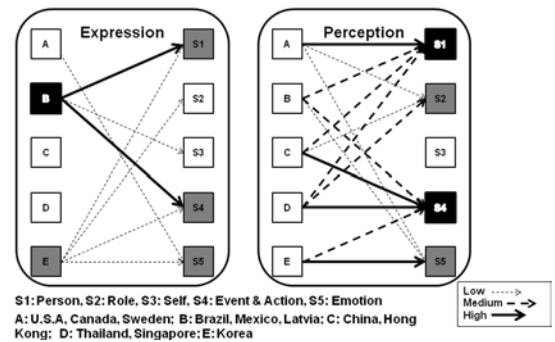 Expression
Perception
A S1 A S1
B S2 B S2
C S3 C S3
D S4 D S4
E S5 E S5
S1: Person, S2: Role, S3: Self, S4: Event & Action, S5: Emotion
A: U.S.A, Canada, Sweden; B: Brazil, Mexico, Latvia; C: China, Hong
Kong; D: Thailand, Singapore; E: Korea
Low
Medium
High